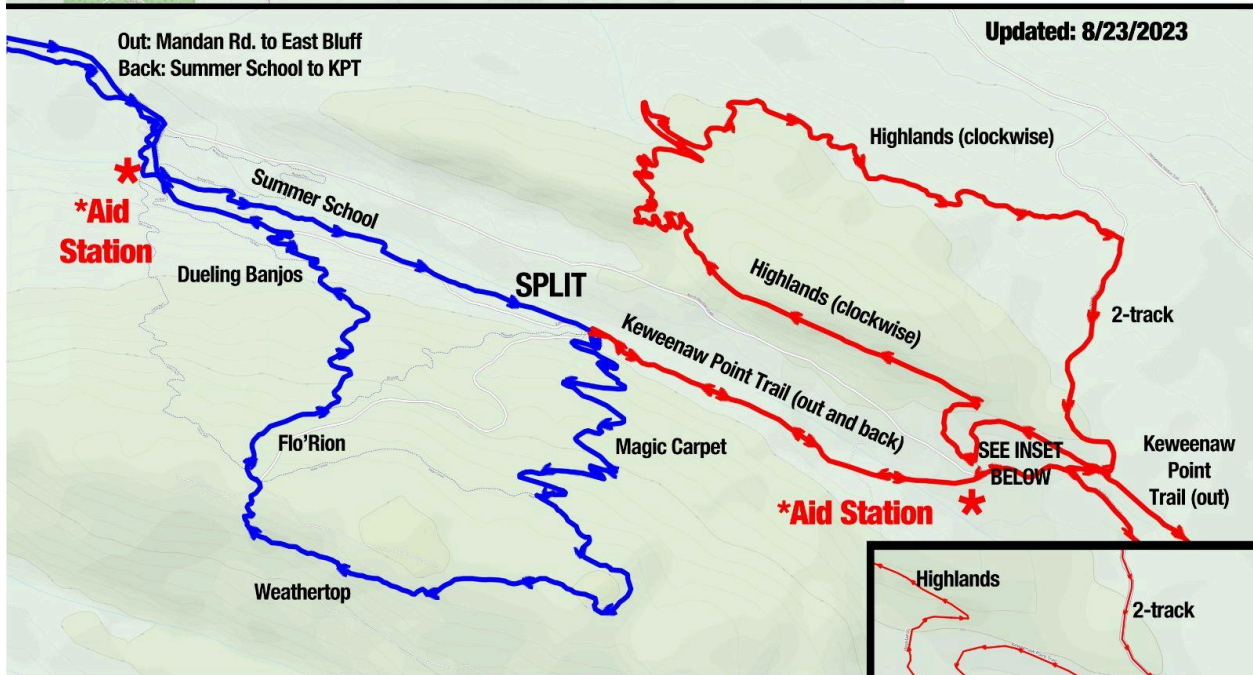 Updated: 8/23/2023
Out: Mandan Rd. to East Bluff
Back: Summer School to KPT
Highlands (clockwise)
*
*Aid
Station
Summer School
Dueling Banjos
SPLIT
Highlands (clockwise)
2-track
Keweenaw Point Trail (out and back)
Flo'Rion
Magic Carpet
SEE INSET
BELOW
Keweenaw
Point
Trail (out)
*Aid Station
*
Weathertop
Highlands
2-track